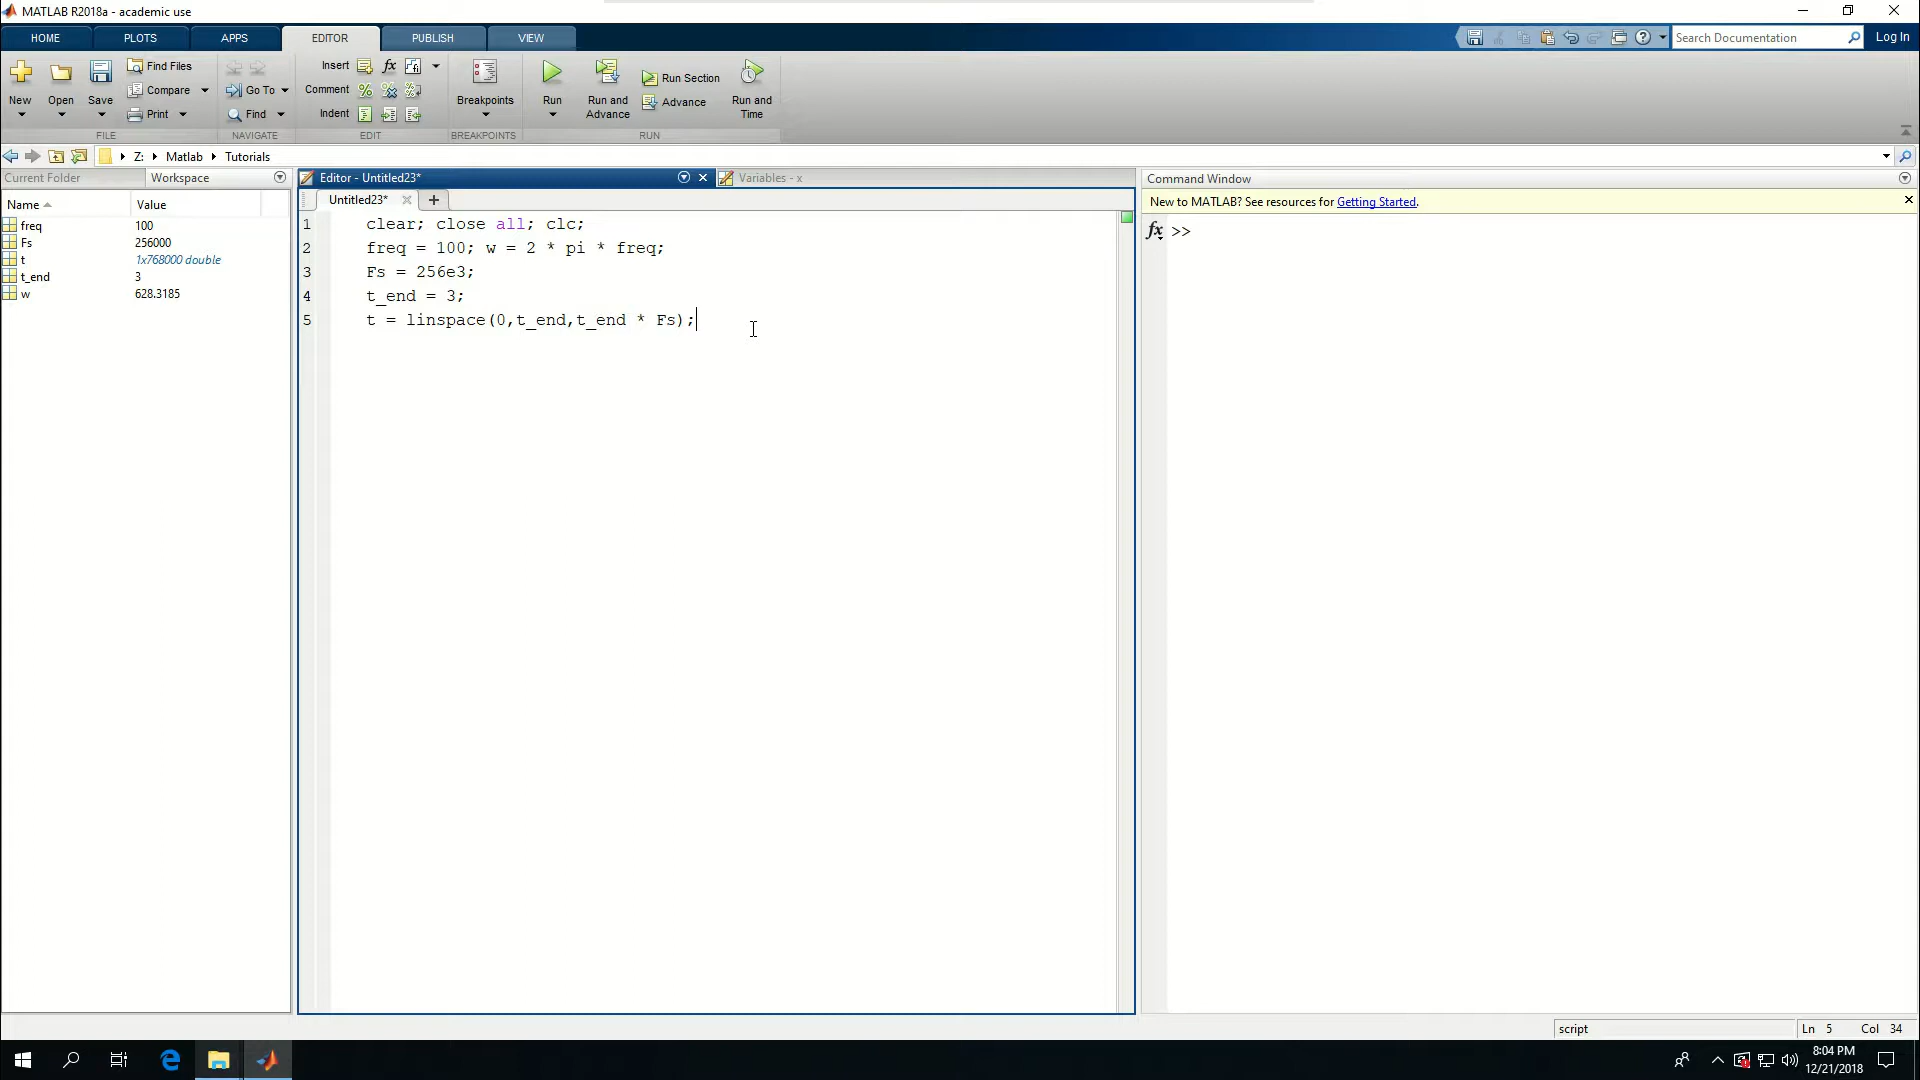 MATLAB R2018a - academic use
HOME PLOTS APPS EDITOR PUBLISH VIEW Search Documentation Log In
New Open Save Find Files Compare Print Go To Find Insert Comment Indent Breakpoints Run Run and Advance Run Section Advance Run and Time
FILE NAVIGATE EDIT BREAKPOINTS RUN
Z: Matlab Tutorials
Current Folder Workspace
Name Value
freq 100
Fs 256000
t 1x768000 double
t_end 3
w 628.3185
Editor - Untitled23* Variables - x
Untitled23*
1 clear; close all; clc;
2 freq = 100; w = 2 * pi * freq;
3 Fs = 256e3;
4 t_end = 3;
5 t = linspace(0,t_end,t_end * Fs);
Command Window
New to MATLAB? See resources for Getting Started.
fx >>
script Ln 5 Col 34
8:04 PM
12/21/2018